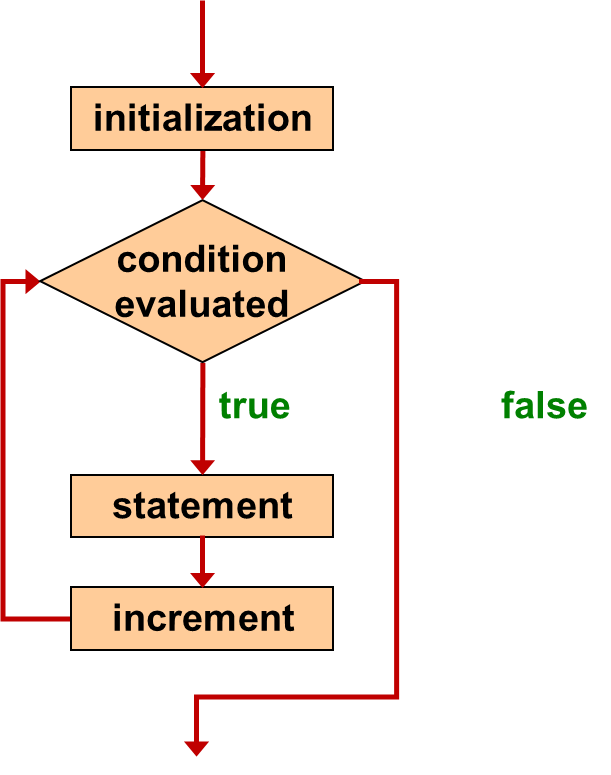 initialization
condition
evaluated
true
false
statement
increment